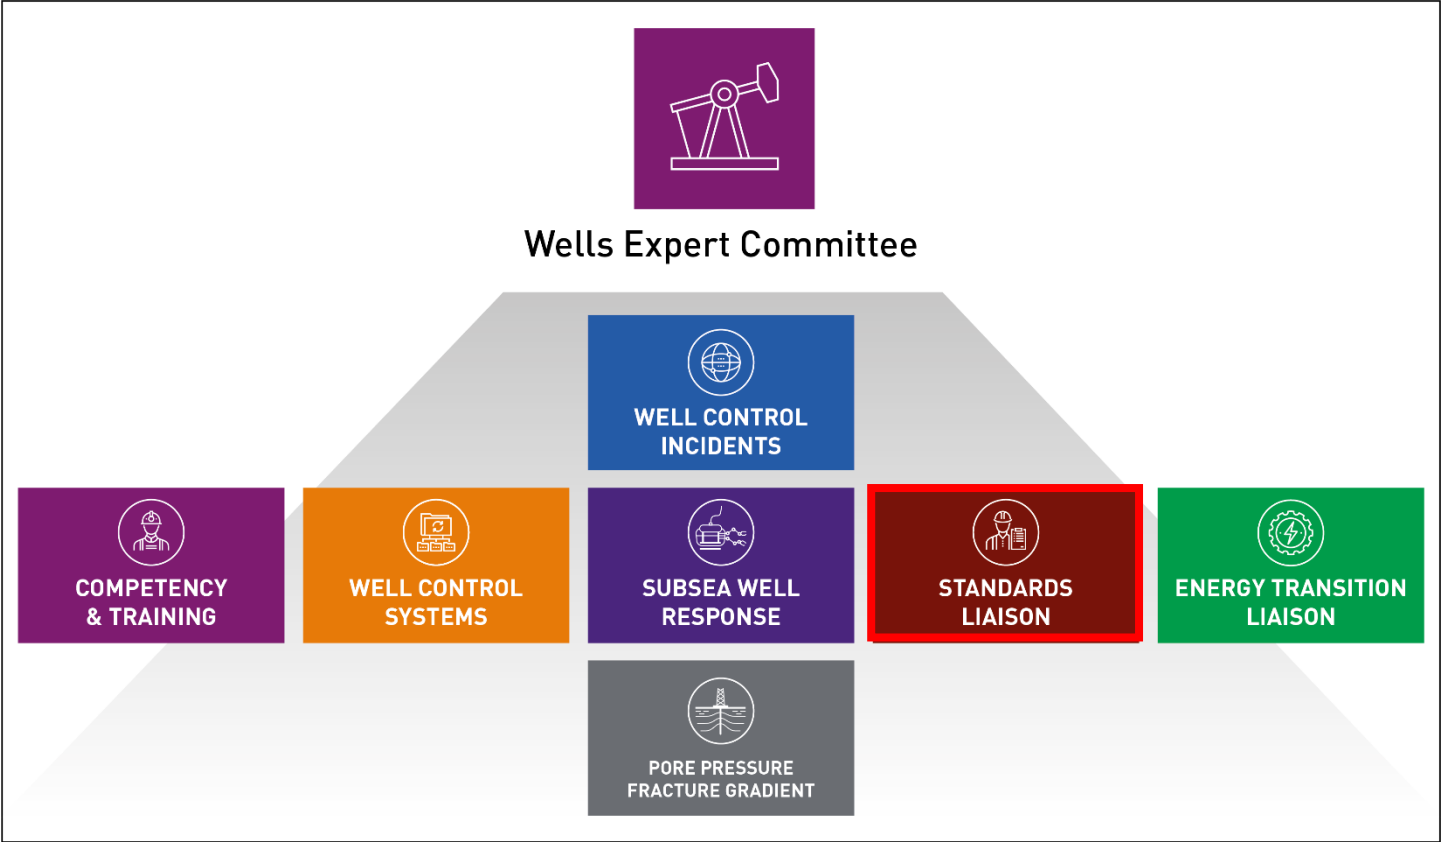 Wells Expert Committee
WELL CONTROL
INCIDENTS
COMPETENCY
& TRAINING
WELL CONTROL
SYSTEMS
SUBSEA WELL
RESPONSE
STANDARDS
LIAISON
ENERGY TRANSITION
LIAISON
PORE PRESSURE
FRACTURE GRADIENT